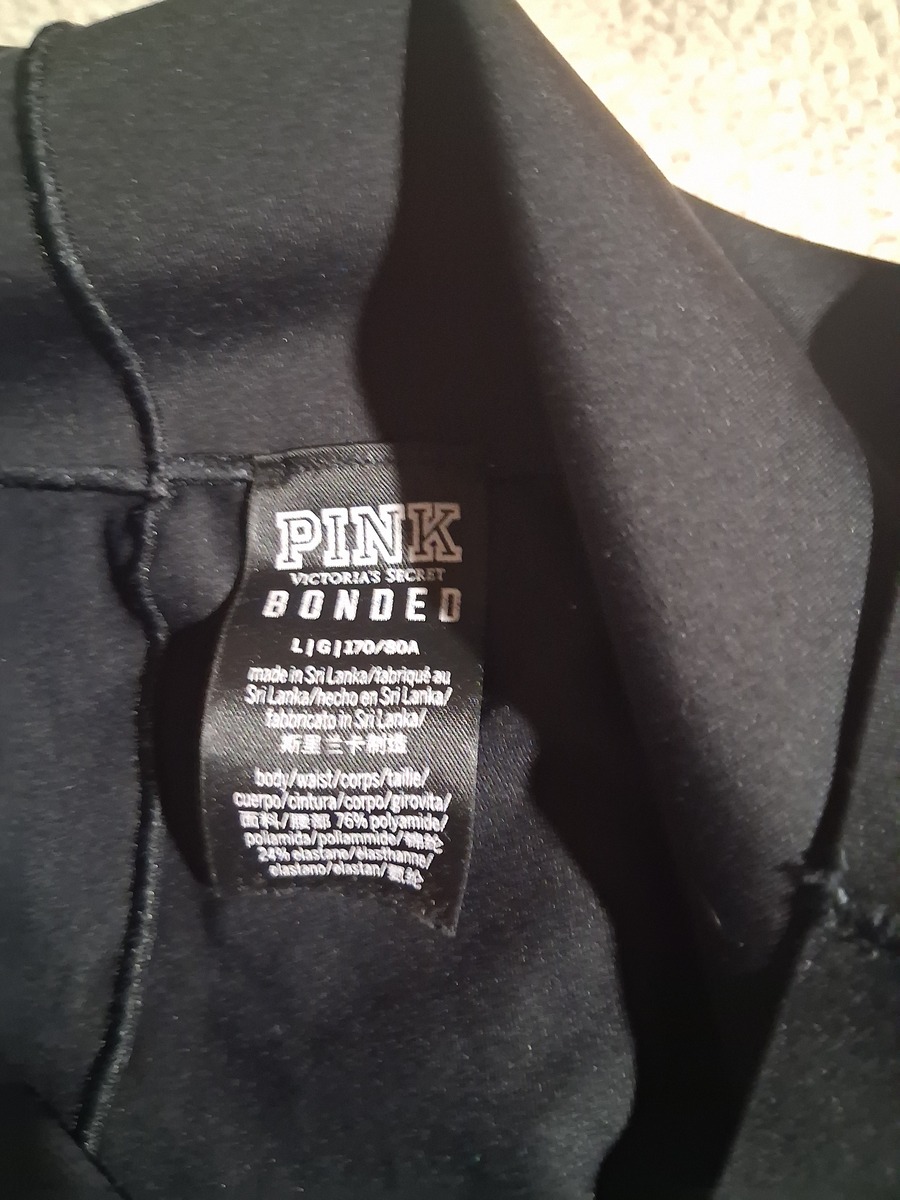 PINK
VICTORIA'S SECRET
BONDED
L|G|170/80A
made in Sri Lanka/fabriqué au
Sri Lanka/hecho en Sri Lanka/
fabbricato in Sri Lanka/
斯里兰卡制造
body/waist/corps/taille/
cuerpo/cintura/corpo/girovita/
面料/腰部 76% polyamide/
poliamida/poliammide/锦纶
24% elastane/élasthanne/
elastano/elastan/氨纶